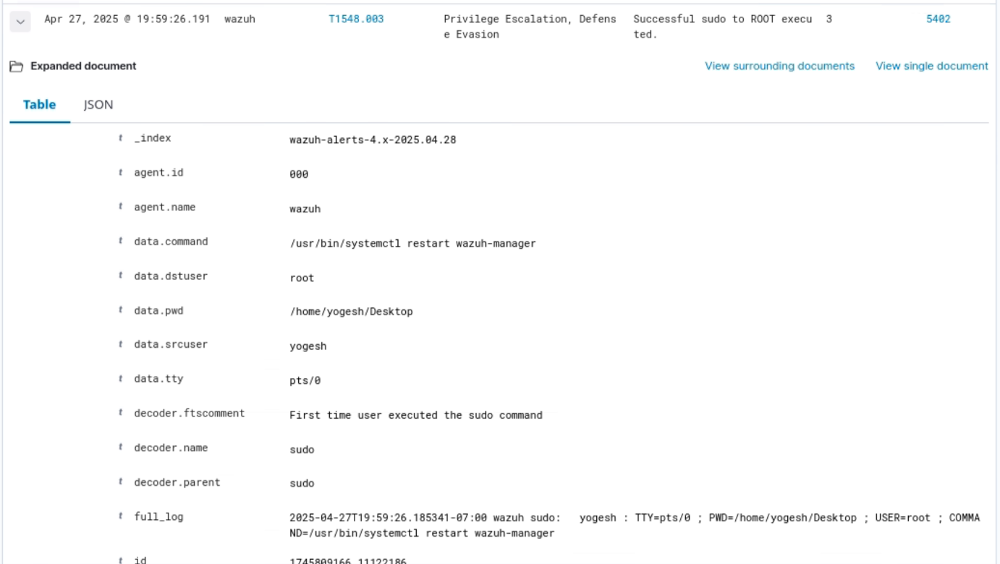 Apr 27, 2025 @ 19:59:26.191 wazuh T1548.003 Privilege Escalation, Defens Successful sudo to ROOT execu 3 5402
e Evasion ted.
Expanded document View surrounding documents View single document
Table JSON
t _index wazuh-alerts-4.x-2025.04.28
t agent.id 000
t agent.name wazuh
t data.command /usr/bin/systemctl restart wazuh-manager
t data.dstuser root
t data.pwd /home/yogesh/Desktop
t data.srcuser yogesh
t data.tty pts/0
t decoder.ftscomment First time user executed the sudo command
t decoder.name sudo
t decoder.parent sudo
t full_log 2025-04-27T19:59:26.185341-07:00 wazuh sudo: yogesh : TTY=pts/0 ; PWD=/home/yogesh/Desktop ; USER=root ; COMMA
ND=/usr/bin/systemctl restart wazuh-manager
t id 1745809166.11122186